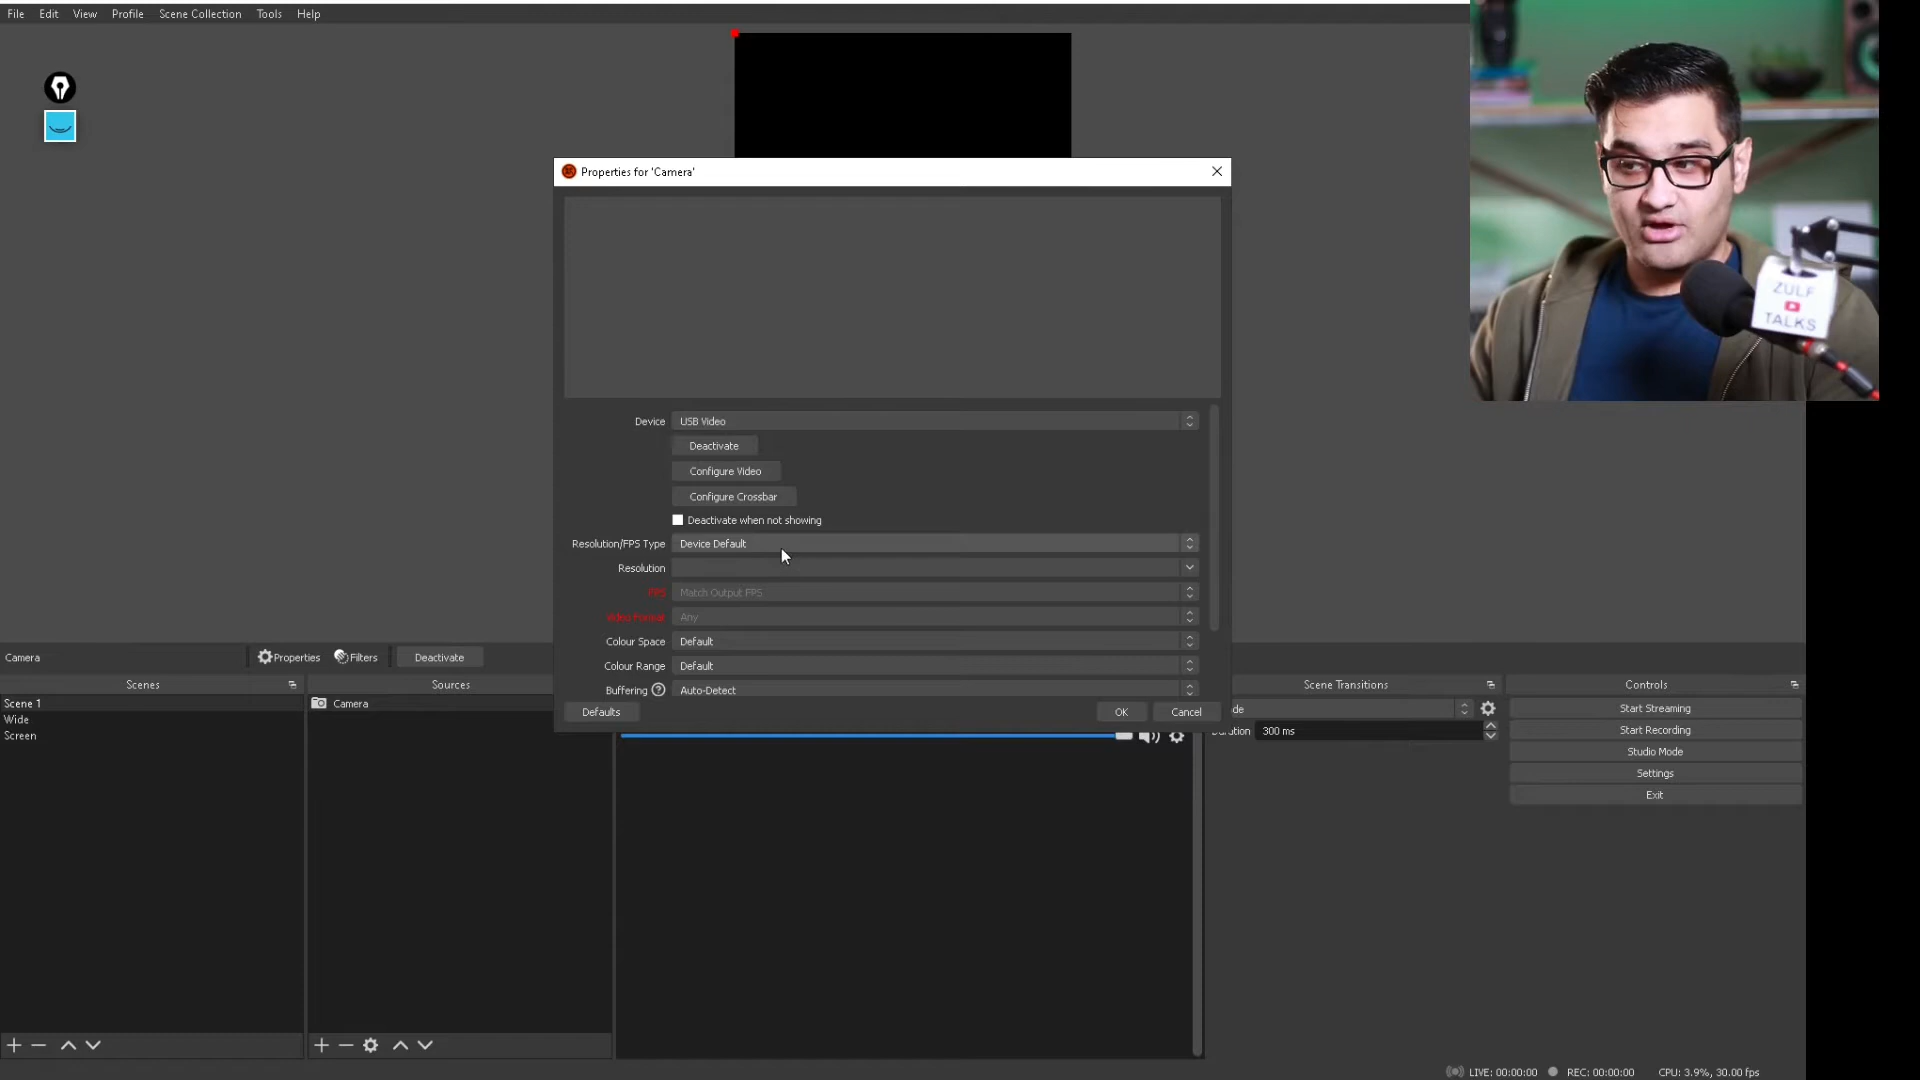 File Edit View Profile Scene Collection Tools Help
Properties for 'Camera'
ZULF
TALKS
Device USB Video
Deactivate
Configure Video
Configure Crossbar
Deactivate when not showing
Resolution/FPS Type Device Default
Resolution
FPS Match Output FPS
Video Format Any
Colour Space Default
Colour Range Default
Buffering ? Auto-Detect
Defaults OK Cancel
Camera Properties Filters Deactivate
Scenes Sources Scene Transitions Controls
Scene 1
Wide
Screen
Camera
300 ms
Start Streaming
Start Recording
Studio Mode
Settings
Exit
LIVE: 00:00:00 REC: 00:00:00 CPU: 3.9%, 30.00 fps